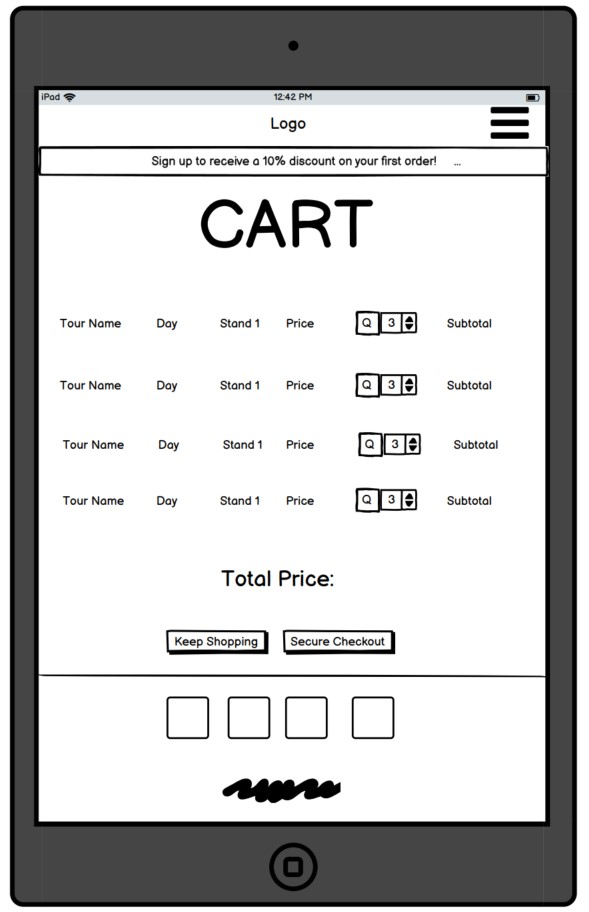 iPad 12:42 PM
Logo
Sign up to receive a 10% discount on your first order! ...
CART
Tour Name Day Stand 1 Price Q 3 Subtotal
Tour Name Day Stand 1 Price Q 3 Subtotal
Tour Name Day Stand 1 Price Q 3 Subtotal
Tour Name Day Stand 1 Price Q 3 Subtotal
Total Price:
Keep Shopping Secure Checkout